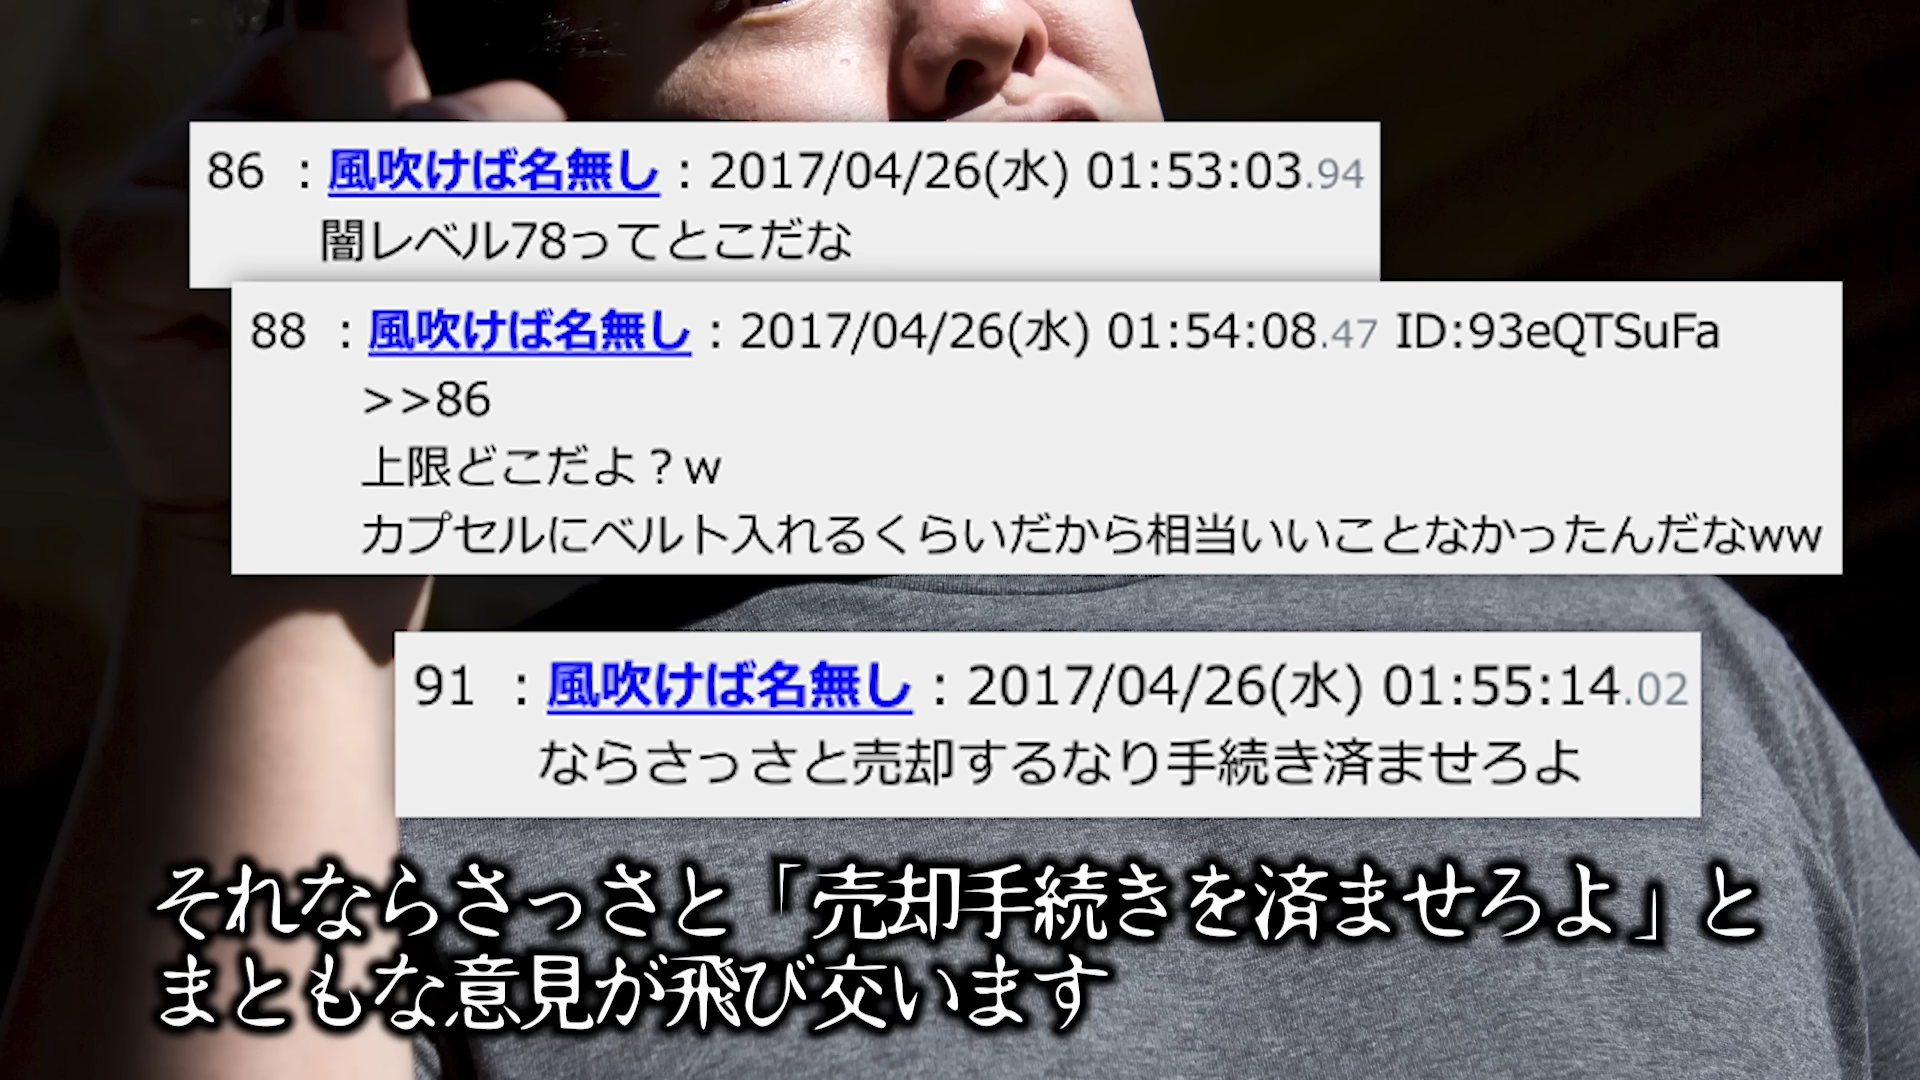 86 ：風吹けば名無し：2017/04/26(水) 01:53:03.94
闇レベル78ってとこだな
88 ：風吹けば名無し：2017/04/26(水) 01:54:08.47 ID:93eQTSuFa
>>86
上限どこだよ？w
カプセルにベルト入れるくらいだから相当いいことなかったんだなww
91 ：風吹けば名無し：2017/04/26(水) 01:55:14.02
ならさっさと売却するなり手続き済ませろよ
それならさっさと「売却手続きを済ませろよ」と
まともな意見が飛び交います